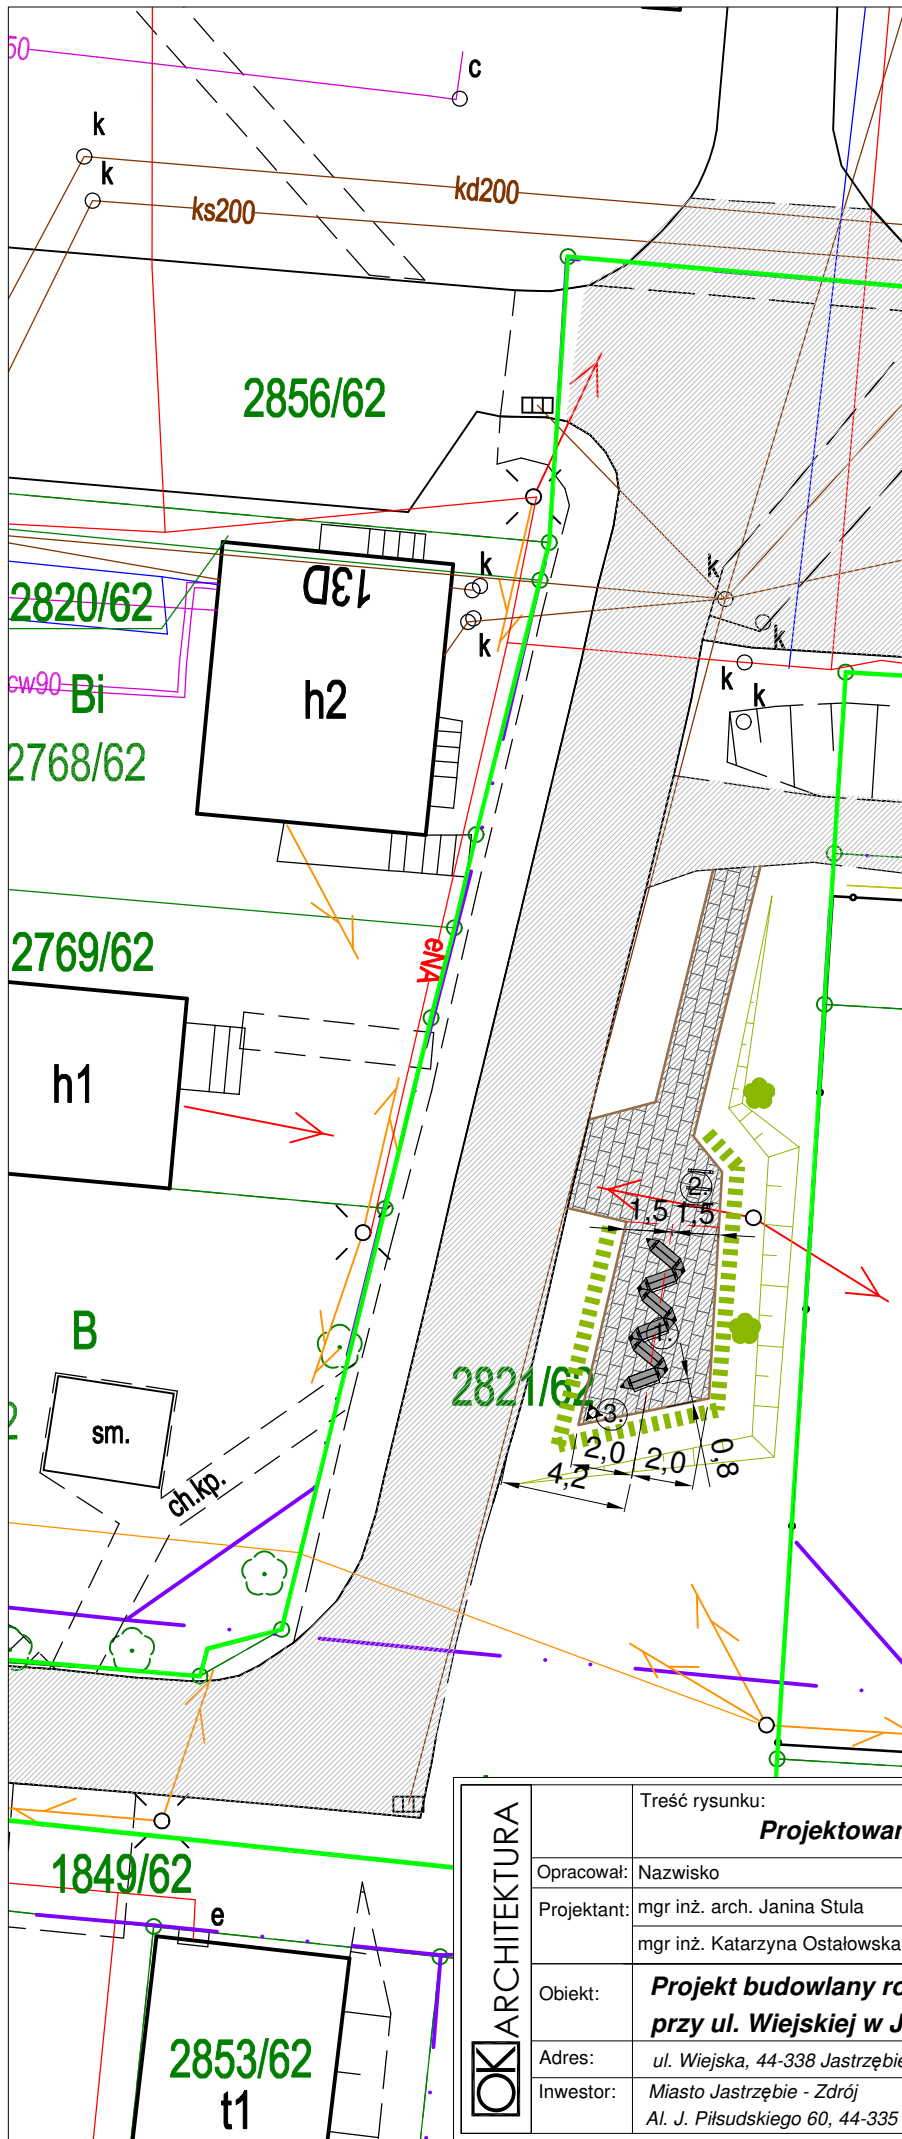 50
c
k
k
kd200
ks200
2856/62
13D
k
k
k
k
2820/62
cw90
Bi
h2
k
k
2768/62
2769/62
eNA
h1
2.
1,5
1,5
B
1.
2821/62
2
sm.
3.
2,0
2,0
0,8
4,2
ch.kp.
1849/62
e
2853/62
t1
OK ARCHITEKTURA
Treść rysunku:
Projektowan
Opracował: Nazwisko
Projektant: mgr inż. arch. Janina Stula
mgr inż. Katarzyna Ostałowska
Obiekt: Projekt budowlany ro
przy ul. Wiejskiej w J
Adres: ul. Wiejska, 44-338 Jastrzębie
Inwestor: Miasto Jastrzębie - Zdrój
Al. J. Piłsudskiego 60, 44-335